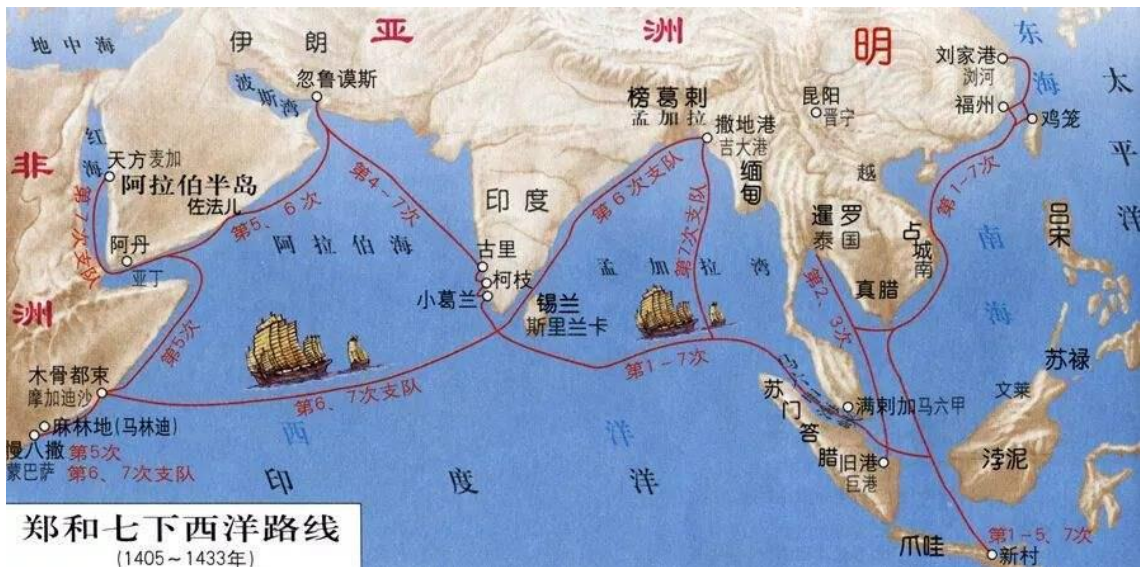 地中海
伊朗
亚洲
明
东海
太平洋
刘家港
浏河
福州
鸡笼
波斯湾
忽鲁谟斯
榜葛剌
孟加拉
昆阳
晋宁
撒地港
吉大港
缅甸
越
南
红海
天方麦加
阿拉伯半岛
佐法儿
非洲
第7次支队
第5、6次
第4-7次
印度
第6次支队
第7次支队
第1-7次
暹罗
泰国
占城
吕宋
南海
阿丹
亚丁
阿拉伯海
古里
柯枝
小葛兰
孟加拉湾
锡兰
斯里兰卡
真腊
第2、3次
第5次
第1-7次
马六甲海峡
苏禄
文莱
木骨都束
摩加迪沙
第6、7次支队
苏门答腊
满剌加马六甲
麻林地(马林迪)
慢八撒
第5次
蒙巴萨
第6、7次支队
西洋
旧港
巨港
浡泥
印度洋
爪哇
第1-5、7次
新村
郑和七下西洋路线
(1405~1433年)